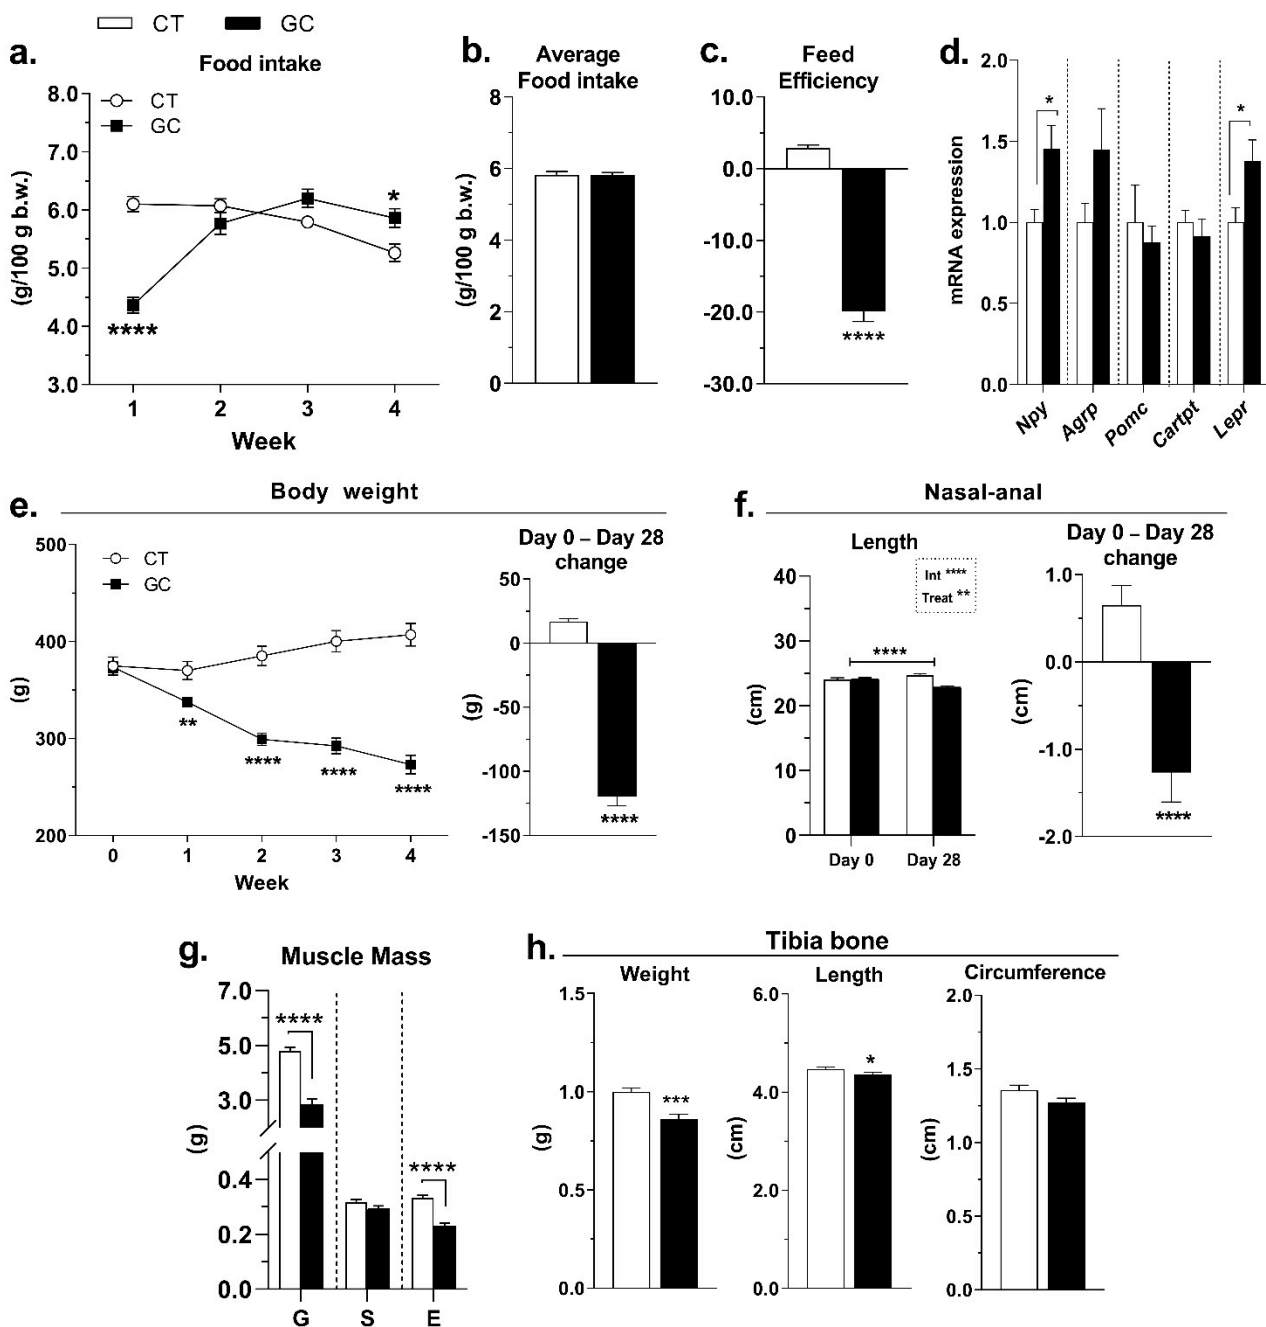 CT GC
a.
Food intake
8.0
7.0
6.0
5.0
4.0
3.0
(g/100 g b.w.)
CT
GC
*
****
1 2 3 4
Week
b.
Average
Food intake
8
6
4
2
0
(g/100 g b.w.)
c.
Feed
Efficiency
10.0
0.0
-10.0
-20.0
-30.0
****
d.
2.0
1.5
1.0
0.5
0.0
mRNA expression
* *
Npy Agrp Pomc Cartpt Lepr
e.
Body weight
500
400
300
200
(g)
CT
GC
**
****
****
****
0 1 2 3 4
Week
Day 0 – Day 28
change
50
0
-50
-100
-150
(g)
****
f.
Nasal-anal
Length
Int ****
Treat **
40
30
20
10
0
(cm)
****
Day 0 Day 28
Day 0 – Day 28
change
1.0
0.0
-1.0
-2.0
(cm)
****
g.
Muscle Mass
7.0
5.0
3.0
0.4
0.2
0.0
(g)
****
****
G S E
h.
Tibia bone
Weight
1.5
1.0
0.5
0.0
(g)
***
Length
6.0
4.0
2.0
0.0
(cm)
*
Circumference
2.0
1.5
1.0
0.5
0.0
(cm)